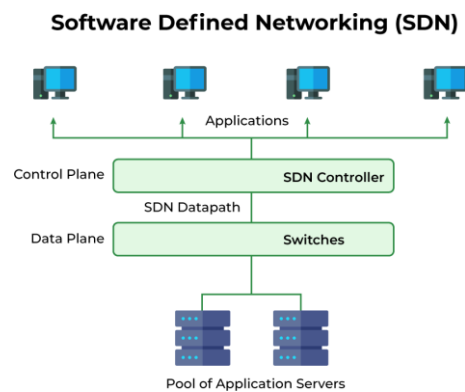 Software Defined Networking (SDN)
Applications
Control Plane
SDN Controller
SDN Datapath
Data Plane
Switches
Pool of Application Servers